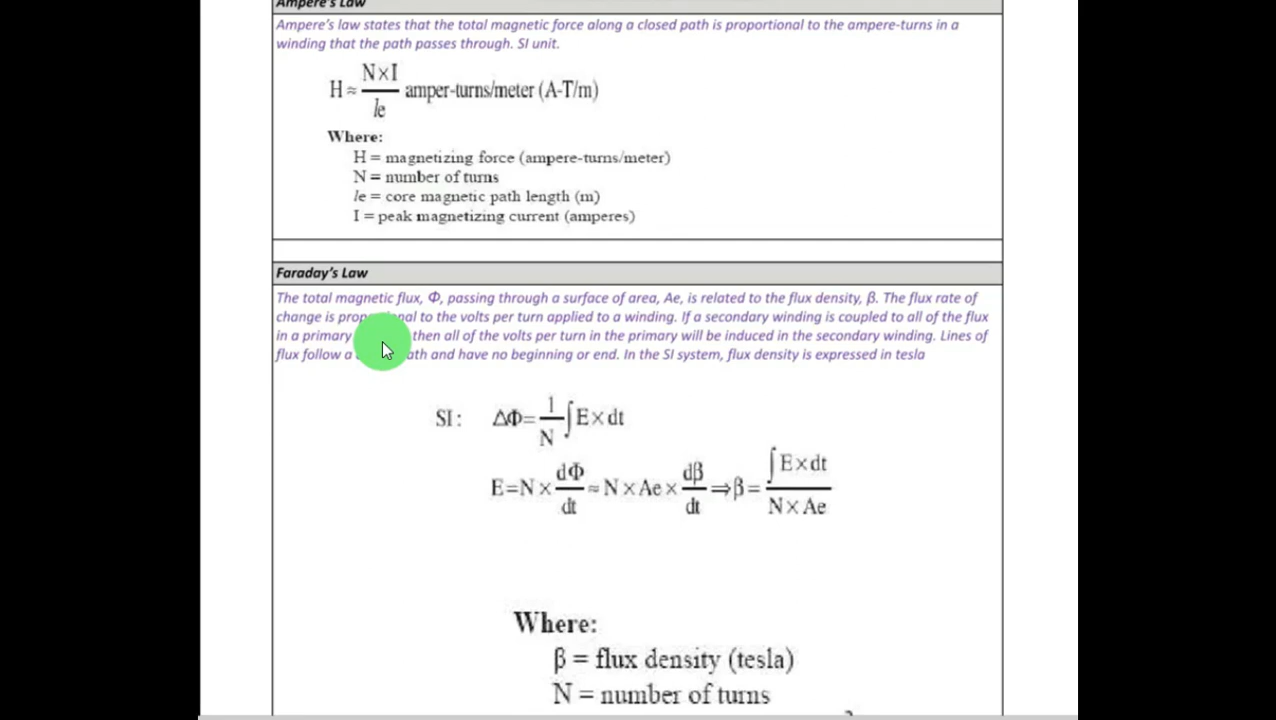 Ampere's Law
Ampere's law states that the total magnetic force along a closed path is proportional to the ampere-turns in a
winding that the path passes through. SI unit.
H ≈ N×I / le amper-turns/meter (A-T/m)
Where:
H = magnetizing force (ampere-turns/meter)
N = number of turns
le = core magnetic path length (m)
I = peak magnetizing current (amperes)
Faraday's Law
The total magnetic flux, Φ, passing through a surface of area, Ae, is related to the flux density, β. The flux rate of
change is to the volts per turn applied to a winding. If a secondary winding is coupled to all of the flux
in a primary then all of the volts per turn in the primary will be induced in the secondary winding. Lines of
flux follow a and have no beginning or end. In the SI system, flux density is expressed in tesla
SI: ΔΦ= 1/N ∫E×dt
E=N× dΦ/dt ≈ N×Ae× dβ/dt ⇒β= ∫E×dt / N×Ae
Where:
β = flux density (tesla)
N = number of turns